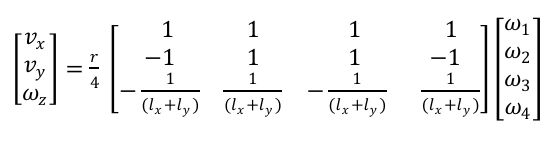 [v_x v_y ω_z] = r/4 [1 1 1 1
−1 1 1 −1
−1/(l_x+l_y) 1/(l_x+l_y) −1/(l_x+l_y) 1/(l_x+l_y)] [ω_1 ω_2 ω_3 ω_4]